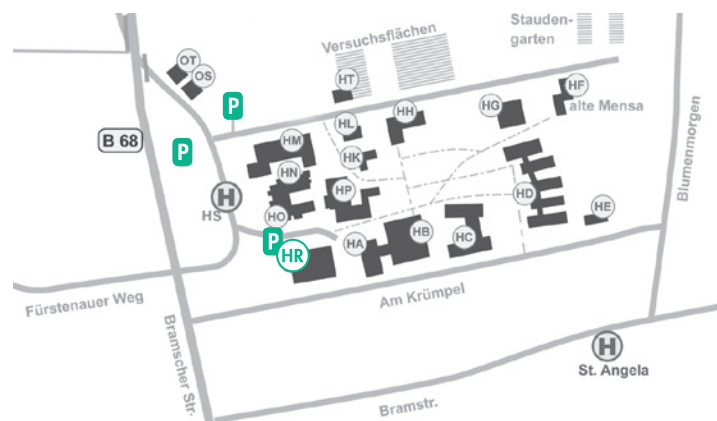 Stauden-
garten
Versuchsflächen
OT
OS
HT
HF
P
HH
HG
alte Mensa
HL
B 68
P
HM
HK
HN
HP
H
HS
HD
HO
HE
P
HR
HA
HB
HC
Blumenmorgen
Fürstenauer Weg
Am Krümpel
Bramscher Str.
H
St. Angela
Bramstr.